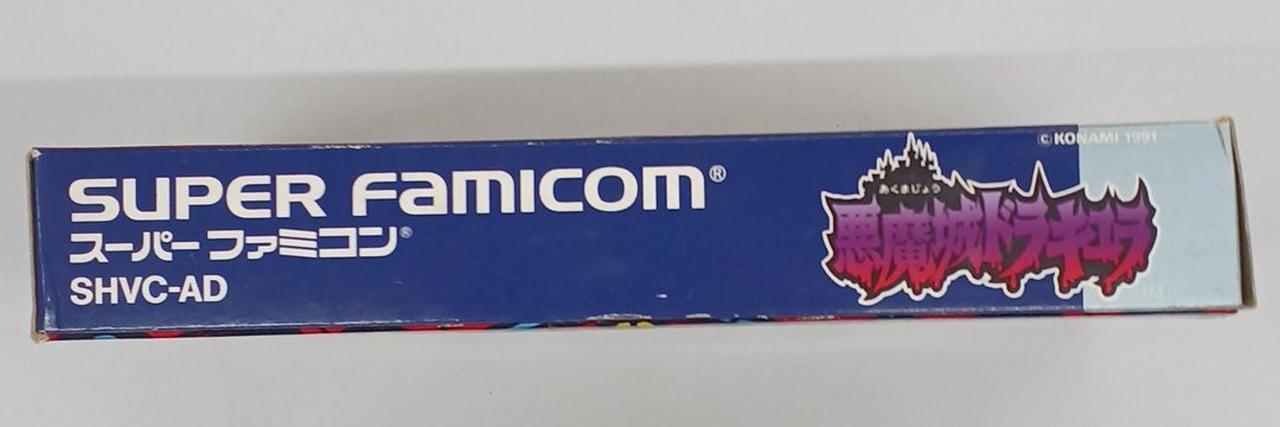 SUPER FAMICOM®
スーパーファミコン®
SHVC-AD
© KONAMI 1991
あくまじょう
悪魔城ドラキュラ